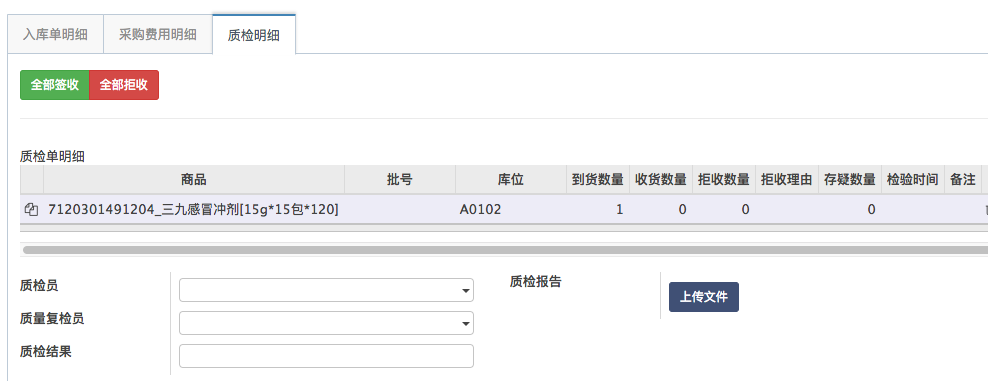 入库单明细 采购费用明细 质检明细
全部签收 全部拒收
质检单明细
商品 批号 库位 到货数量 收货数量 拒收数量 拒收理由 存疑数量 检验时间 备注
7120301491204_三九感冒冲剂[15g*15包*120] A0102 1 0 0 0
质检员 质检报告
上传文件
质量复检员
质检结果